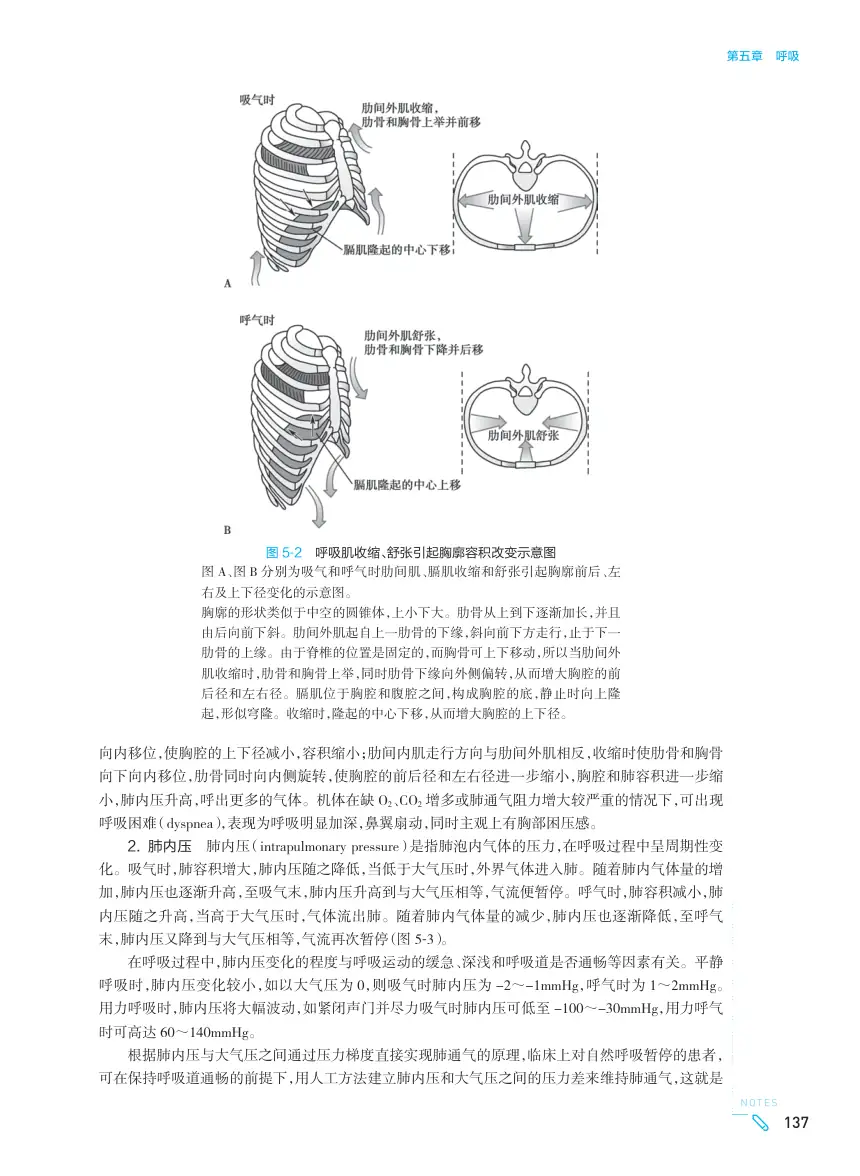 第五章 呼吸
吸气时
肋间外肌收缩,
肋骨和胸骨上举并前移
肋间外肌收缩
膈肌隆起的中心下移
A
呼气时
肋间外肌舒张,
肋骨和胸骨下降并后移
肋间外肌舒张
膈肌隆起的中心上移
B
图 5-2 呼吸肌收缩、舒张引起胸廓容积改变示意图
图 A、图 B 分别为吸气和呼气时肋间肌、膈肌收缩和舒张引起胸廓前后、左
右及上下径变化的示意图。
胸廓的形状类似于中空的圆锥体,上小下大。肋骨从上到下逐渐加长,并且
由后向前下斜。肋间外肌起自上一肋骨的下缘,斜向前下方走行,止于下一
肋骨的上缘。由于脊椎的位置是固定的,而胸骨可上下移动,所以当肋间外
肌收缩时,肋骨和胸骨上举,同时肋骨下缘向外侧偏转,从而增大胸腔的前
后径和左右径。膈肌位于胸腔和腹腔之间,构成胸腔的底,静止时向上隆
起,形似穹隆。收缩时,隆起的中心下移,从而增大胸腔的上下径。
向内移位,使胸腔的上下径减小,容积缩小;肋间内肌走行方向与肋间外肌相反,收缩时使肋骨和胸骨
向下向内移位,肋骨同时向内侧旋转,使胸腔的前后径和左右径进一步缩小,胸腔和肺容积进一步缩
小,肺内压升高,呼出更多的气体。机体在缺 O₂、CO₂ 增多或肺通气阻力增大较严重的情况下,可出现
呼吸困难(dyspnea),表现为呼吸明显加深,鼻翼扇动,同时主观上有胸部困压感。
2. 肺内压 肺内压(intrapulmonary pressure)是指肺泡内气体的压力,在呼吸过程中呈周期性变
化。吸气时,肺容积增大,肺内压随之降低,当低于大气压时,外界气体进入肺。随着肺内气体量的增
加,肺内压也逐渐升高,至吸气末,肺内压升高到与大气压相等,气流便暂停。呼气时,肺容积减小,肺
内压随之升高,当高于大气压时,气体流出肺。随着肺内气体量的减少,肺内压也逐渐降低,至呼气
末,肺内压又降到与大气压相等,气流再次暂停(图 5-3)。
在呼吸过程中,肺内压变化的程度与呼吸运动的缓急、深浅和呼吸道是否通畅等因素有关。平静
呼吸时,肺内压变化较小,如以大气压为 0,则吸气时肺内压为 -2～-1mmHg,呼气时为 1～2mmHg。
用力呼吸时,肺内压将大幅波动,如紧闭声门并尽力吸气时肺内压可低至 -100～-30mmHg,用力呼气
时可高达 60～140mmHg。
根据肺内压与大气压之间通过压力梯度直接实现肺通气的原理,临床上对自然呼吸暂停的患者,
可在保持呼吸道通畅的前提下,用人工方法建立肺内压和大气压之间的压力差来维持肺通气,这就是
NOTES
137